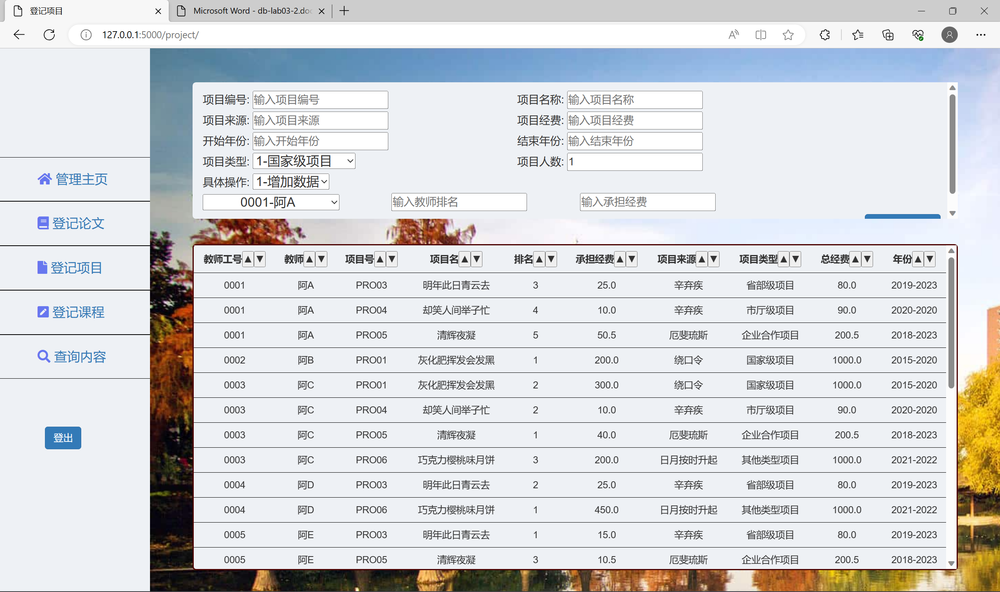 登记项目
Microsoft Word - db-lab03-2.doc
127.0.0.1:5000/project/
管理主页
登记论文
登记项目
登记课程
查询内容
登出
项目编号: 输入项目编号 项目名称: 输入项目名称
项目来源: 输入项目来源 项目经费: 输入项目经费
开始年份: 输入开始年份 结束年份: 输入结束年份
项目类型: 1-国家级项目 项目人数: 1
具体操作: 1-增加数据
0001-阿A 输入教师排名 输入承担经费
教师工号▲▼ 教师▲▼ 项目号▲▼ 项目名▲▼ 排名▲▼ 承担经费▲▼ 项目来源▲▼ 项目类型▲▼ 总经费▲▼ 年份▲▼
0001 阿A PRO03 明年此日青云去 3 25.0 辛弃疾 省部级项目 80.0 2019-2023
0001 阿A PRO04 却笑人间举子忙 4 10.0 辛弃疾 市厅级项目 90.0 2020-2020
0001 阿A PRO05 清辉夜凝 5 50.5 厄斐琉斯 企业合作项目 200.5 2018-2023
0002 阿B PRO01 灰化肥挥发会发黑 1 200.0 绕口令 国家级项目 1000.0 2015-2020
0003 阿C PRO01 灰化肥挥发会发黑 2 300.0 绕口令 国家级项目 1000.0 2015-2020
0003 阿C PRO04 却笑人间举子忙 2 10.0 辛弃疾 市厅级项目 90.0 2020-2020
0003 阿C PRO05 清辉夜凝 1 40.0 厄斐琉斯 企业合作项目 200.5 2018-2023
0003 阿C PRO06 巧克力樱桃味月饼 3 200.0 日月按时升起 其他类型项目 1000.0 2021-2022
0004 阿D PRO03 明年此日青云去 2 25.0 辛弃疾 省部级项目 80.0 2019-2023
0004 阿D PRO06 巧克力樱桃味月饼 1 450.0 日月按时升起 其他类型项目 1000.0 2021-2022
0005 阿E PRO03 明年此日青云去 1 15.0 辛弃疾 省部级项目 80.0 2019-2023
0005 阿E PRO05 清辉夜凝 3 10.5 厄斐琉斯 企业合作项目 200.5 2018-2023